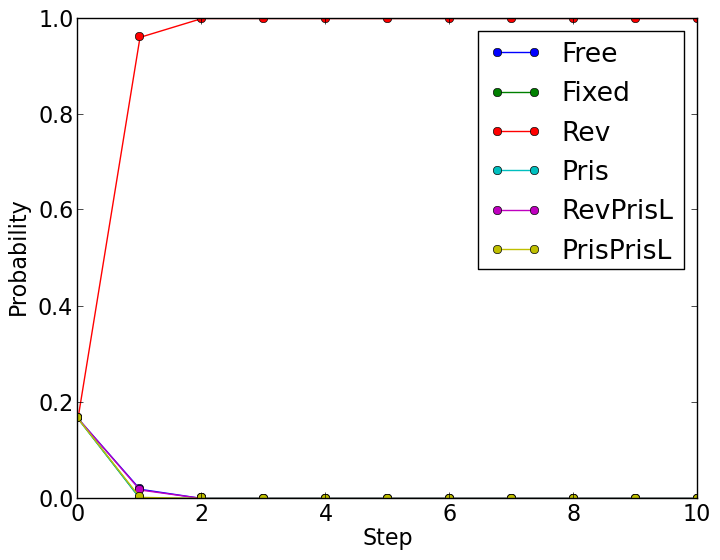 1.0
0.8
0.6
0.4
0.2
0.0
Probability
0 2 4 6 8 10
Step
Free
Fixed
Rev
Pris
RevPrisL
PrisPrisL